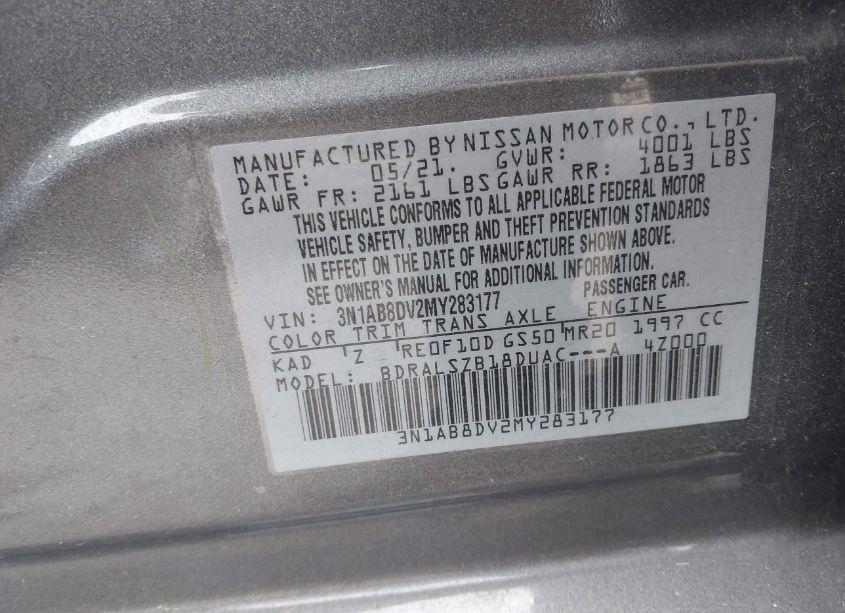 MANUFACTURED BY NISSAN MOTOR CO., LTD.
DATE: 05/21. GVWR: 4001 LBS
GAWR FR: 2161 LBS GAWR RR: 1863 LBS
THIS VEHICLE CONFORMS TO ALL APPLICABLE FEDERAL MOTOR
VEHICLE SAFETY, BUMPER AND THEFT PREVENTION STANDARDS
IN EFFECT ON THE DATE OF MANUFACTURE SHOWN ABOVE.
SEE OWNER'S MANUAL FOR ADDITIONAL INFORMATION.
VIN: 3N1AB8DV2MY283177 PASSENGER CAR.
COLOR TRIM TRANS AXLE ENGINE
KAD Z RE0F10D GS50 MR20 1997 CC
MODEL: BDRALSZB18DUAC---A 4Z000
3N1AB8DV2MY283177